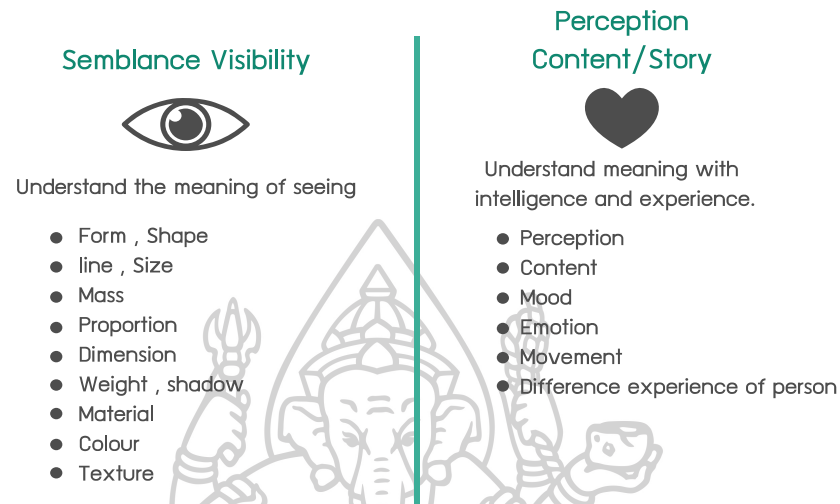 Semblance Visibility
Understand the meaning of seeing
Form , Shape
line , Size
Mass
Proportion
Dimension
Weight , shadow
Material
Colour
Texture
Perception
Content/Story
Understand meaning with
intelligence and experience.
Perception
Content
Mood
Emotion
Movement
Difference experience of person